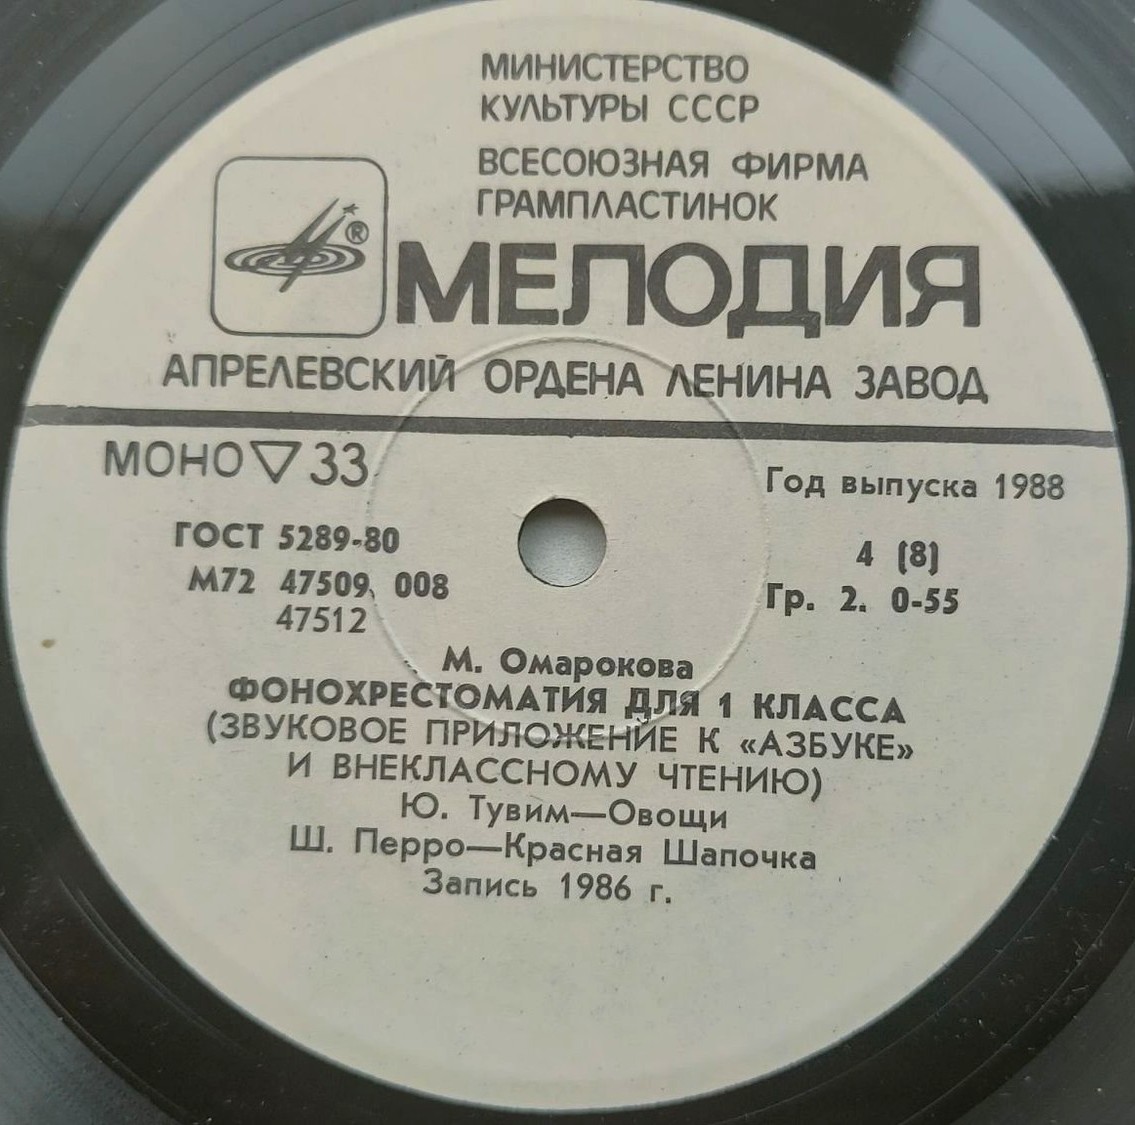 МИНИСТЕРСТВО
КУЛЬТУРЫ СССР
ВСЕСОЮЗНАЯ ФИРМА
ГРАМПЛАСТИНОК
®
МЕЛОДИЯ
АПРЕЛЕВСКИЙ ОРДЕНА ЛЕНИНА ЗАВОД
МОНО ▽ 33
Год выпуска 1988
ГОСТ 5289-80
4 (8)
М72 47509, 008
Гр. 2. 0-55
47512
М. Омарокова
ФОНОХРЕСТОМАТИЯ ДЛЯ 1 КЛАССА
(ЗВУКОВОЕ ПРИЛОЖЕНИЕ К «АЗБУКЕ»
И ВНЕКЛАССНОМУ ЧТЕНИЮ)
Ю. Тувим—Овощи
Ш. Перро—Красная Шапочка
Запись 1986 г.